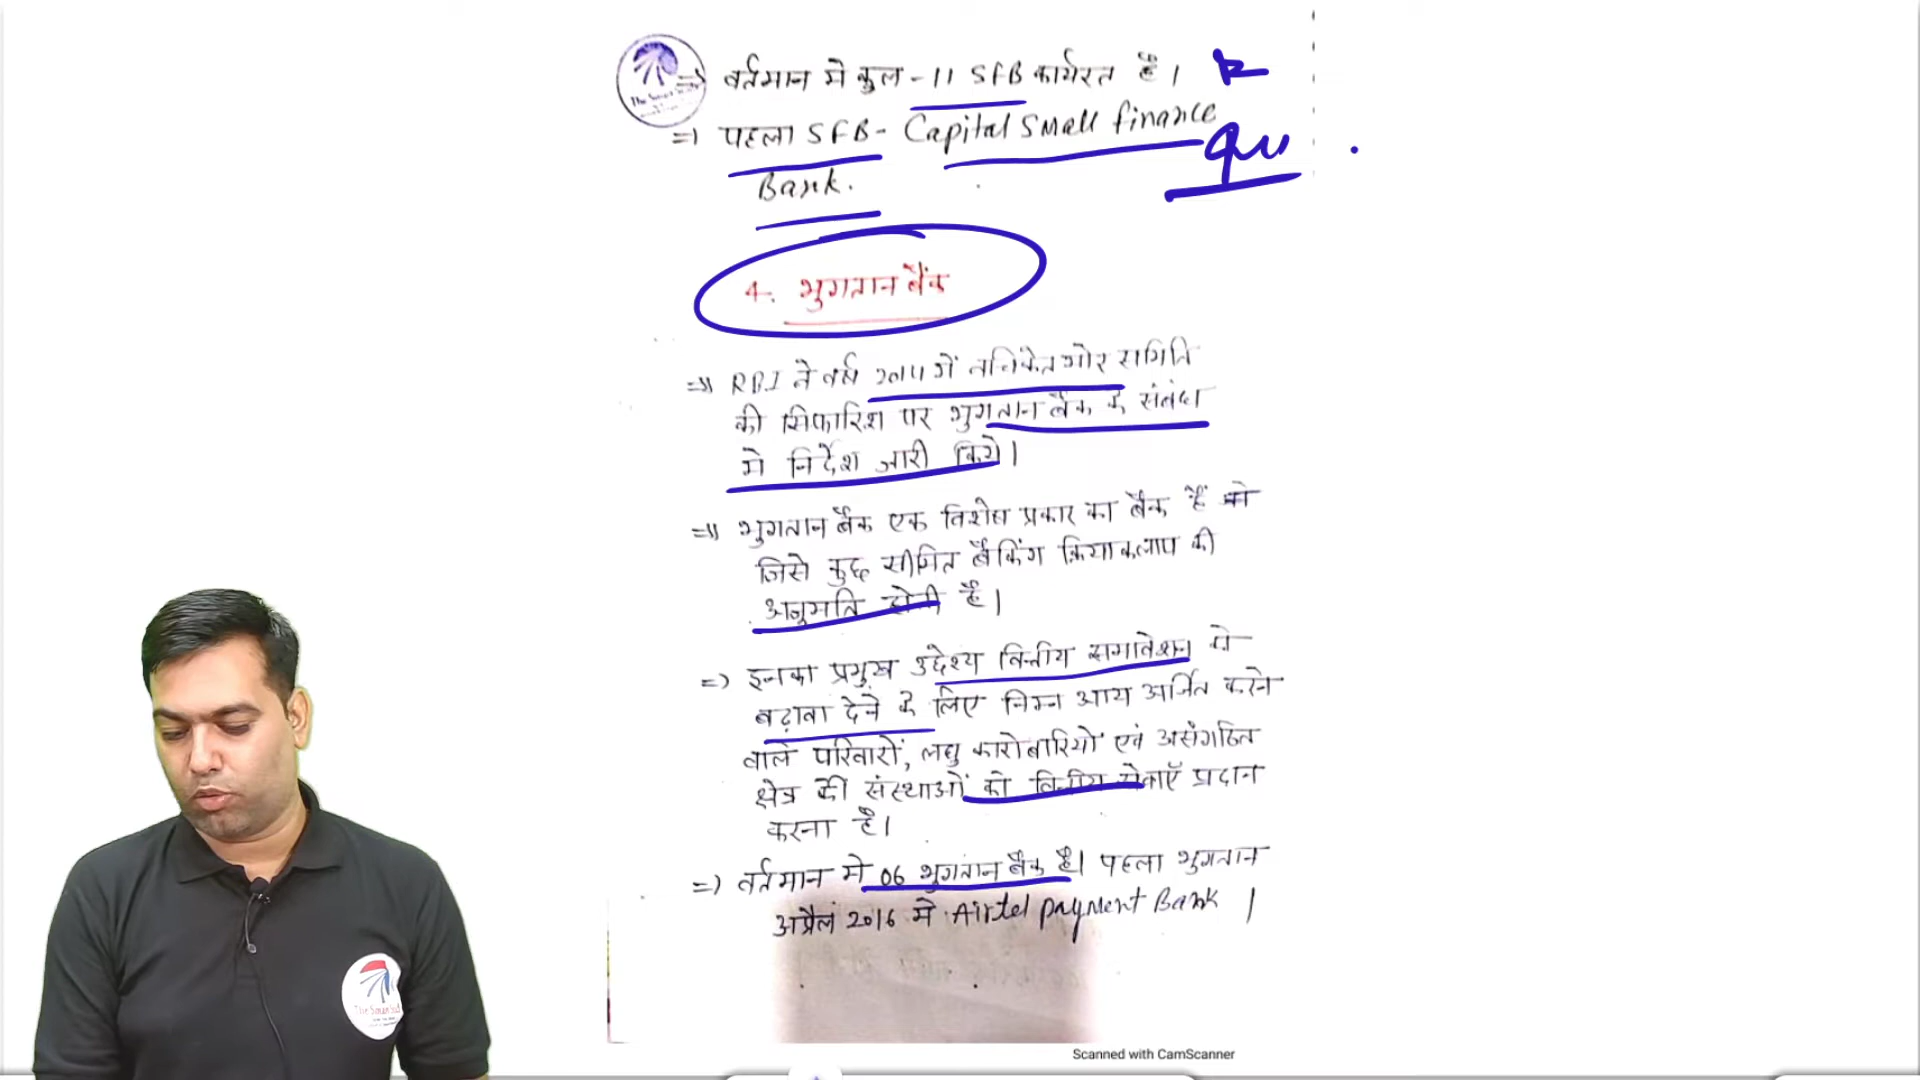 => वर्तमान मे कुल - 11 SFB कार्यरत है।
=> पहला SFB - Capital Small finance
Bank.
4. भुगतान बैंक
=> RBI ने वर्ष 2014 में नचिकेत मोर समिति
की सिफारिश पर भुगतान बैंक के संबंध
मे निर्देश जारी किये।
=> भुगतान बैंक एक विशेष प्रकार का बैंक हैं
जिसे कुछ सीमित बैंकिंग क्रियाकलाप की
अनुमति होती है।
=> इनका प्रमुख उद्देश्य वित्तीय समावेशन मे
बढ़ावा देने के लिए निम्न आय अर्जित करने
वाले परिवारों, लघु कारोबारियों एवं असंगठित
क्षेत्र की संस्थाओं को वित्तीय सेवाएँ प्रदान
करना है।
=> वर्तमान मे 06 भुगतान बैंक है। पहला भुगतान
अप्रैल 2016 मे Airtel payment Bank।
Scanned with CamScanner